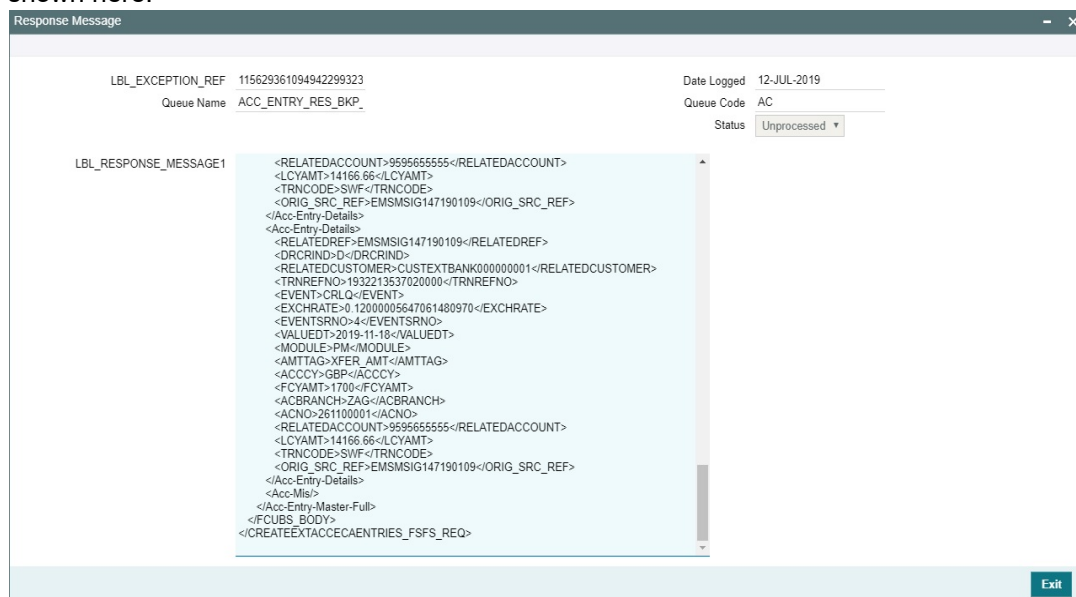 Response Message
LBL_EXCEPTION_REF 115629361094942299323
Date Logged 12-JUL-2019
Queue Name ACC_ENTRY_RES_BKP_
Queue Code AC
Status Unprocessed
LBL_RESPONSE_MESSAGE1
<RELATEDACCOUNT>9595655555</RELATEDACCOUNT>
<LCYAMT>14166.66</LCYAMT>
<TRNCODE>SWF</TRNCODE>
<ORIG_SRC_REF>EMSMSIG147190109</ORIG_SRC_REF>
</Acc-Entry-Details>
<Acc-Entry-Details>
<RELATEDREF>EMSMSIG147190109</RELATEDREF>
<DRCRIND>D</DRCRIND>
<RELATEDCUSTOMER>CUSTEXTBANK000000001</RELATEDCUSTOMER>
<TRNREFNO>1932213537020000</TRNREFNO>
<EVENT>CRLQ</EVENT>
<EXCHRATE>0.12000005647061480970</EXCHRATE>
<EVENTSRNO>4</EVENTSRNO>
<VALUEDT>2019-11-18</VALUEDT>
<MODULE>PM</MODULE>
<AMTTAG>XFER_AMT</AMTTAG>
<ACCCY>GBP</ACCCY>
<FCYAMT>1700</FCYAMT>
<ACBRANCH>ZAG</ACBRANCH>
<ACNO>261100001</ACNO>
<RELATEDACCOUNT>9595655555</RELATEDACCOUNT>
<LCYAMT>14166.66</LCYAMT>
<TRNCODE>SWF</TRNCODE>
<ORIG_SRC_REF>EMSMSIG147190109</ORIG_SRC_REF>
</Acc-Entry-Details>
<Acc-Mis/>
</Acc-Entry-Master-Full>
</FCUBS_BODY>
</CREATEEXTACCECAENTRIES_FSFS_REQ>
Exit